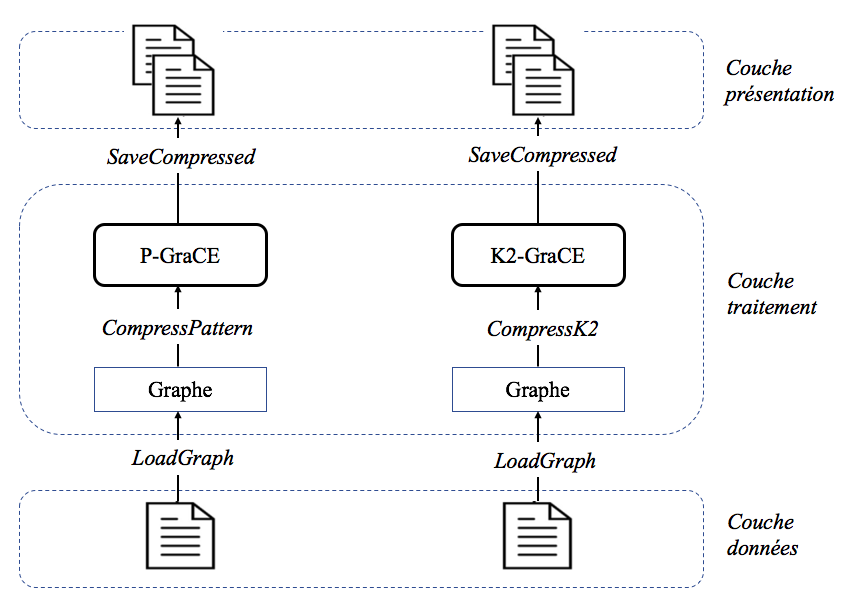 Couche
présentation
SaveCompressed
SaveCompressed
P-GraCE
K2-GraCE
Couche
traitement
CompressPattern
CompressK2
Graphe
Graphe
LoadGraph
LoadGraph
Couche
données